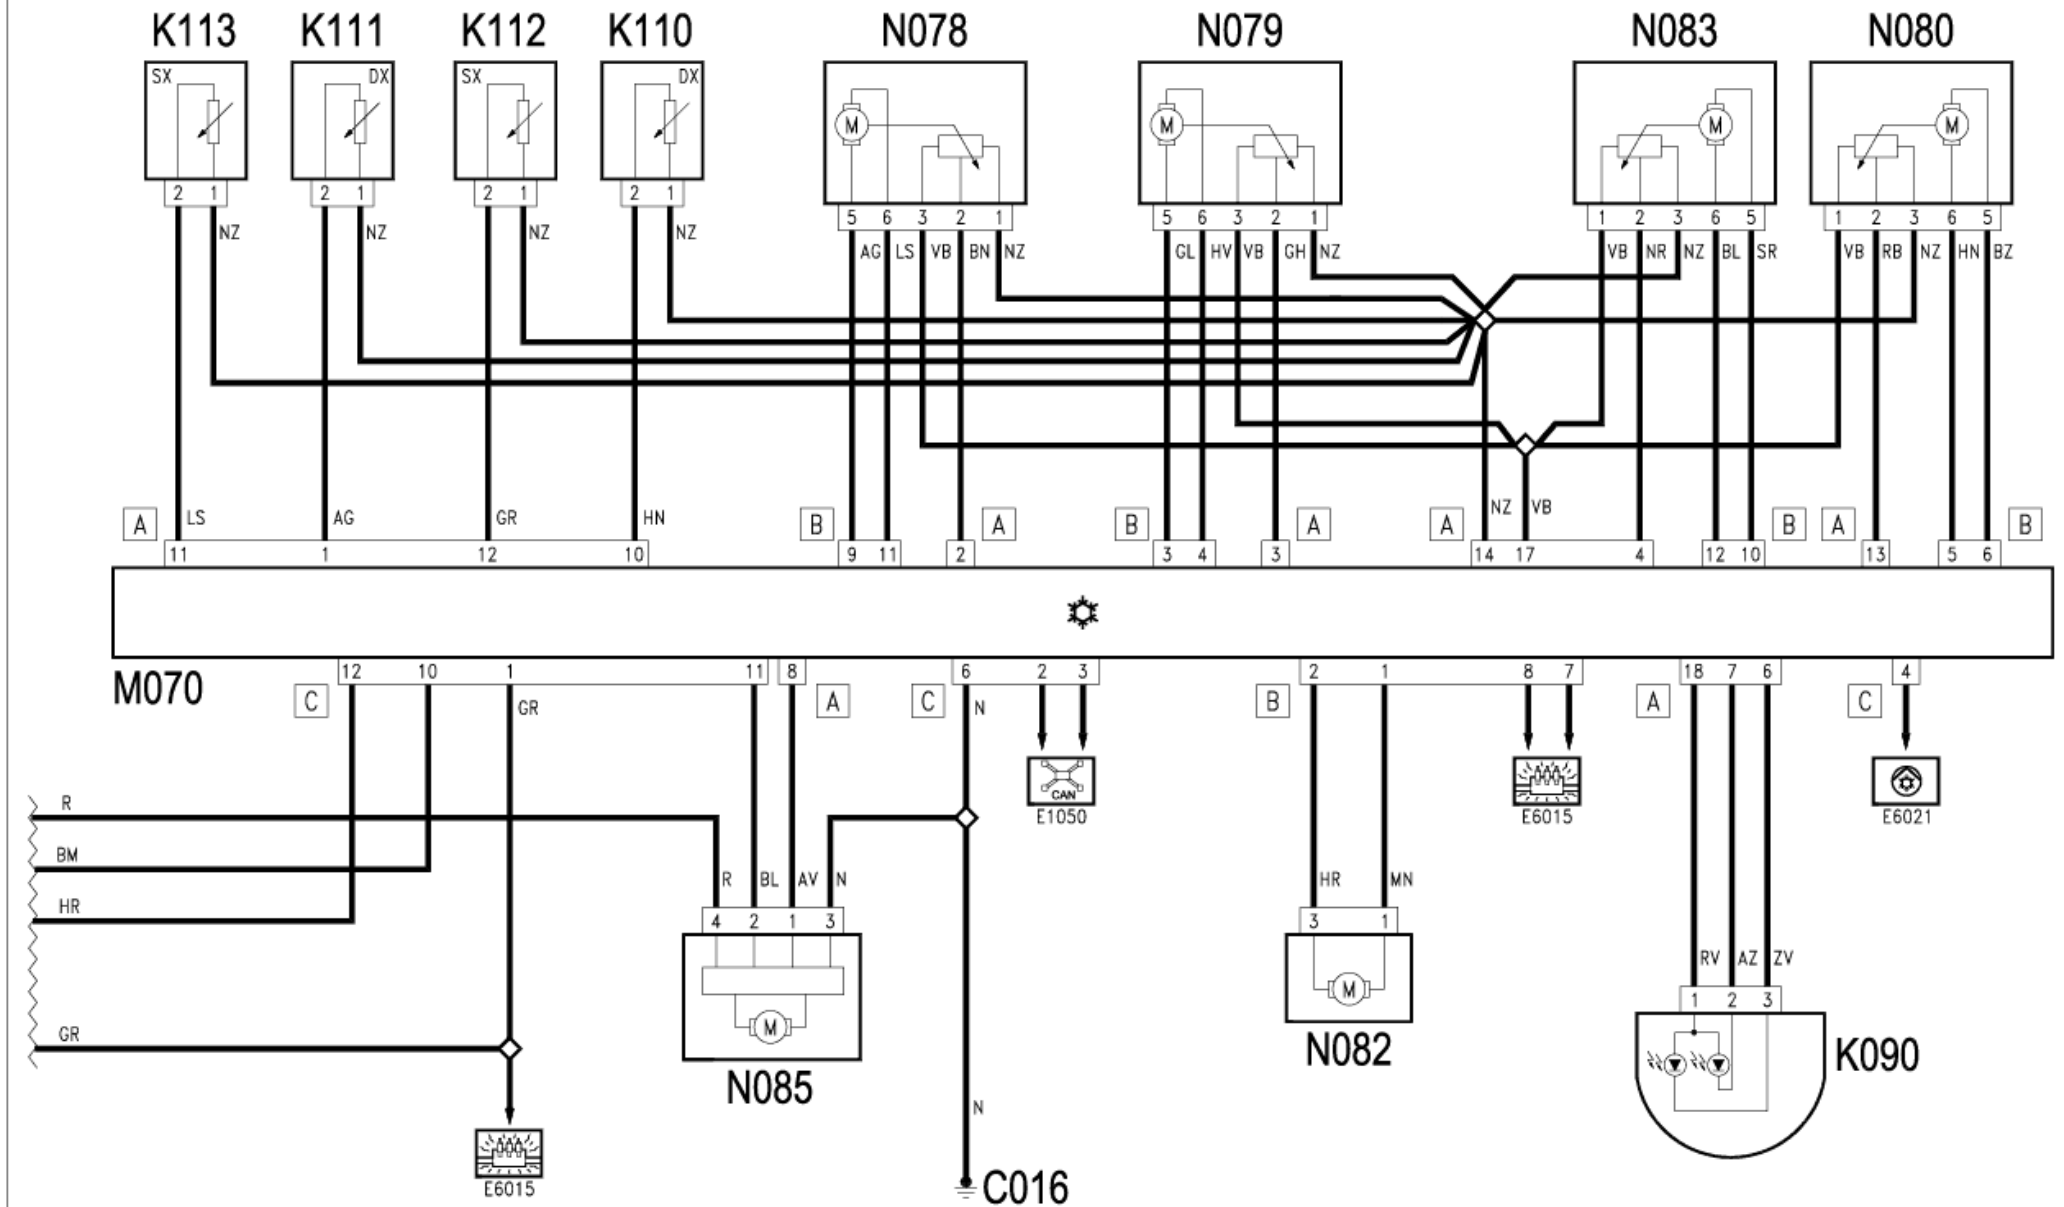 K113 K111 K112 K110 N078 N079 N083 N080
SX DX SX DX
M M M M
2 1 2 1 2 1 2 1 5 6 3 2 1 5 6 3 2 1 1 2 3 6 5 1 2 3 6 5
NZ NZ NZ NZ AG LS VB BN NZ GL HV VB GH NZ VB NR NZ BL SR VB RB NZ HN BZ
A LS AG GR HN B A B A A NZ VB B A B
11 1 12 10 9 11 2 3 4 3 14 17 4 12 10 13 5 6
M070
12 10 1 11 8 6 2 3 2 1 8 7 18 7 6 4
C GR A C N B A C
CAN
E1050 E6015 E6021
R
BM
HR
R BL AV N HR MN
4 2 1 3 3 1
RV AZ ZV
1 2 3
M M
N085 N082 K090
GR
N
E6015
C016